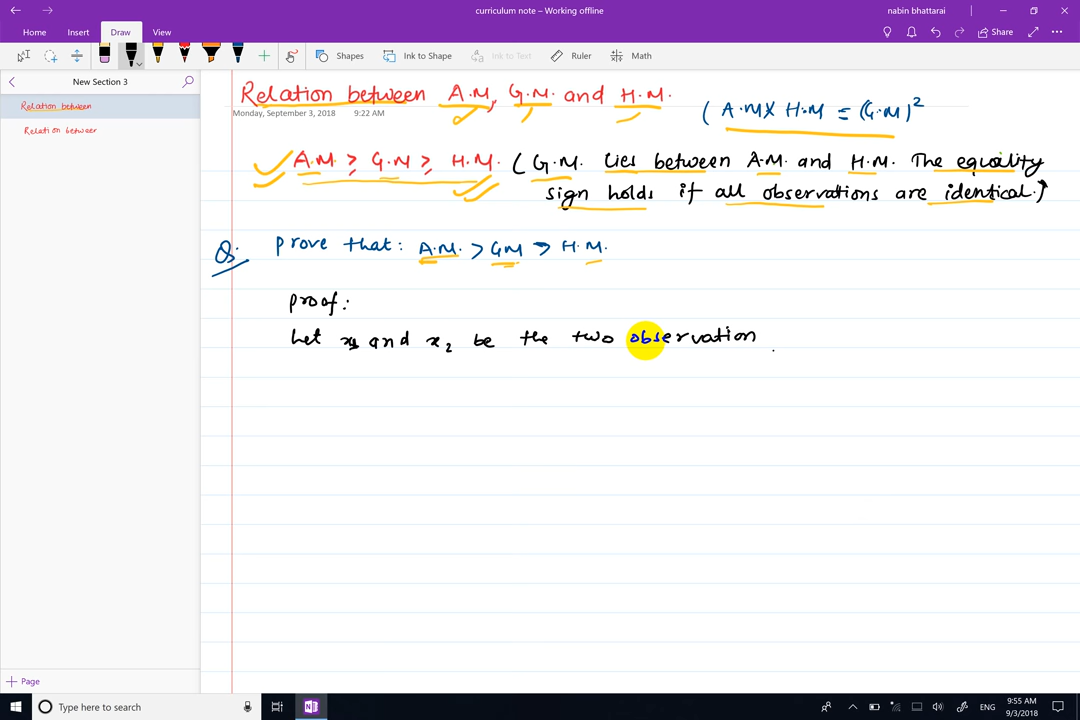 curriculum note – Working offline
nabin bhattarai
Home Insert Draw View
Share
Shapes Ink to Shape Ink to Text Ruler Math
New Section 3
Relation between
Relation between
Relation between A.M, G.M. and H.M.
Monday, September 3, 2018 9:22 AM
( A.M X H.M = (G.M)²
A.M. ≥ G.M ≥ H.M. ( G.M. lies between A.M. and H.M. The equality
sign holds if all observations are identical.)
Q: Prove that: A.M. > G.M > H.M.
Proof:
Let x₁ and x₂ be the two observation.
Page
Type here to search
ENG
9:55 AM
9/3/2018